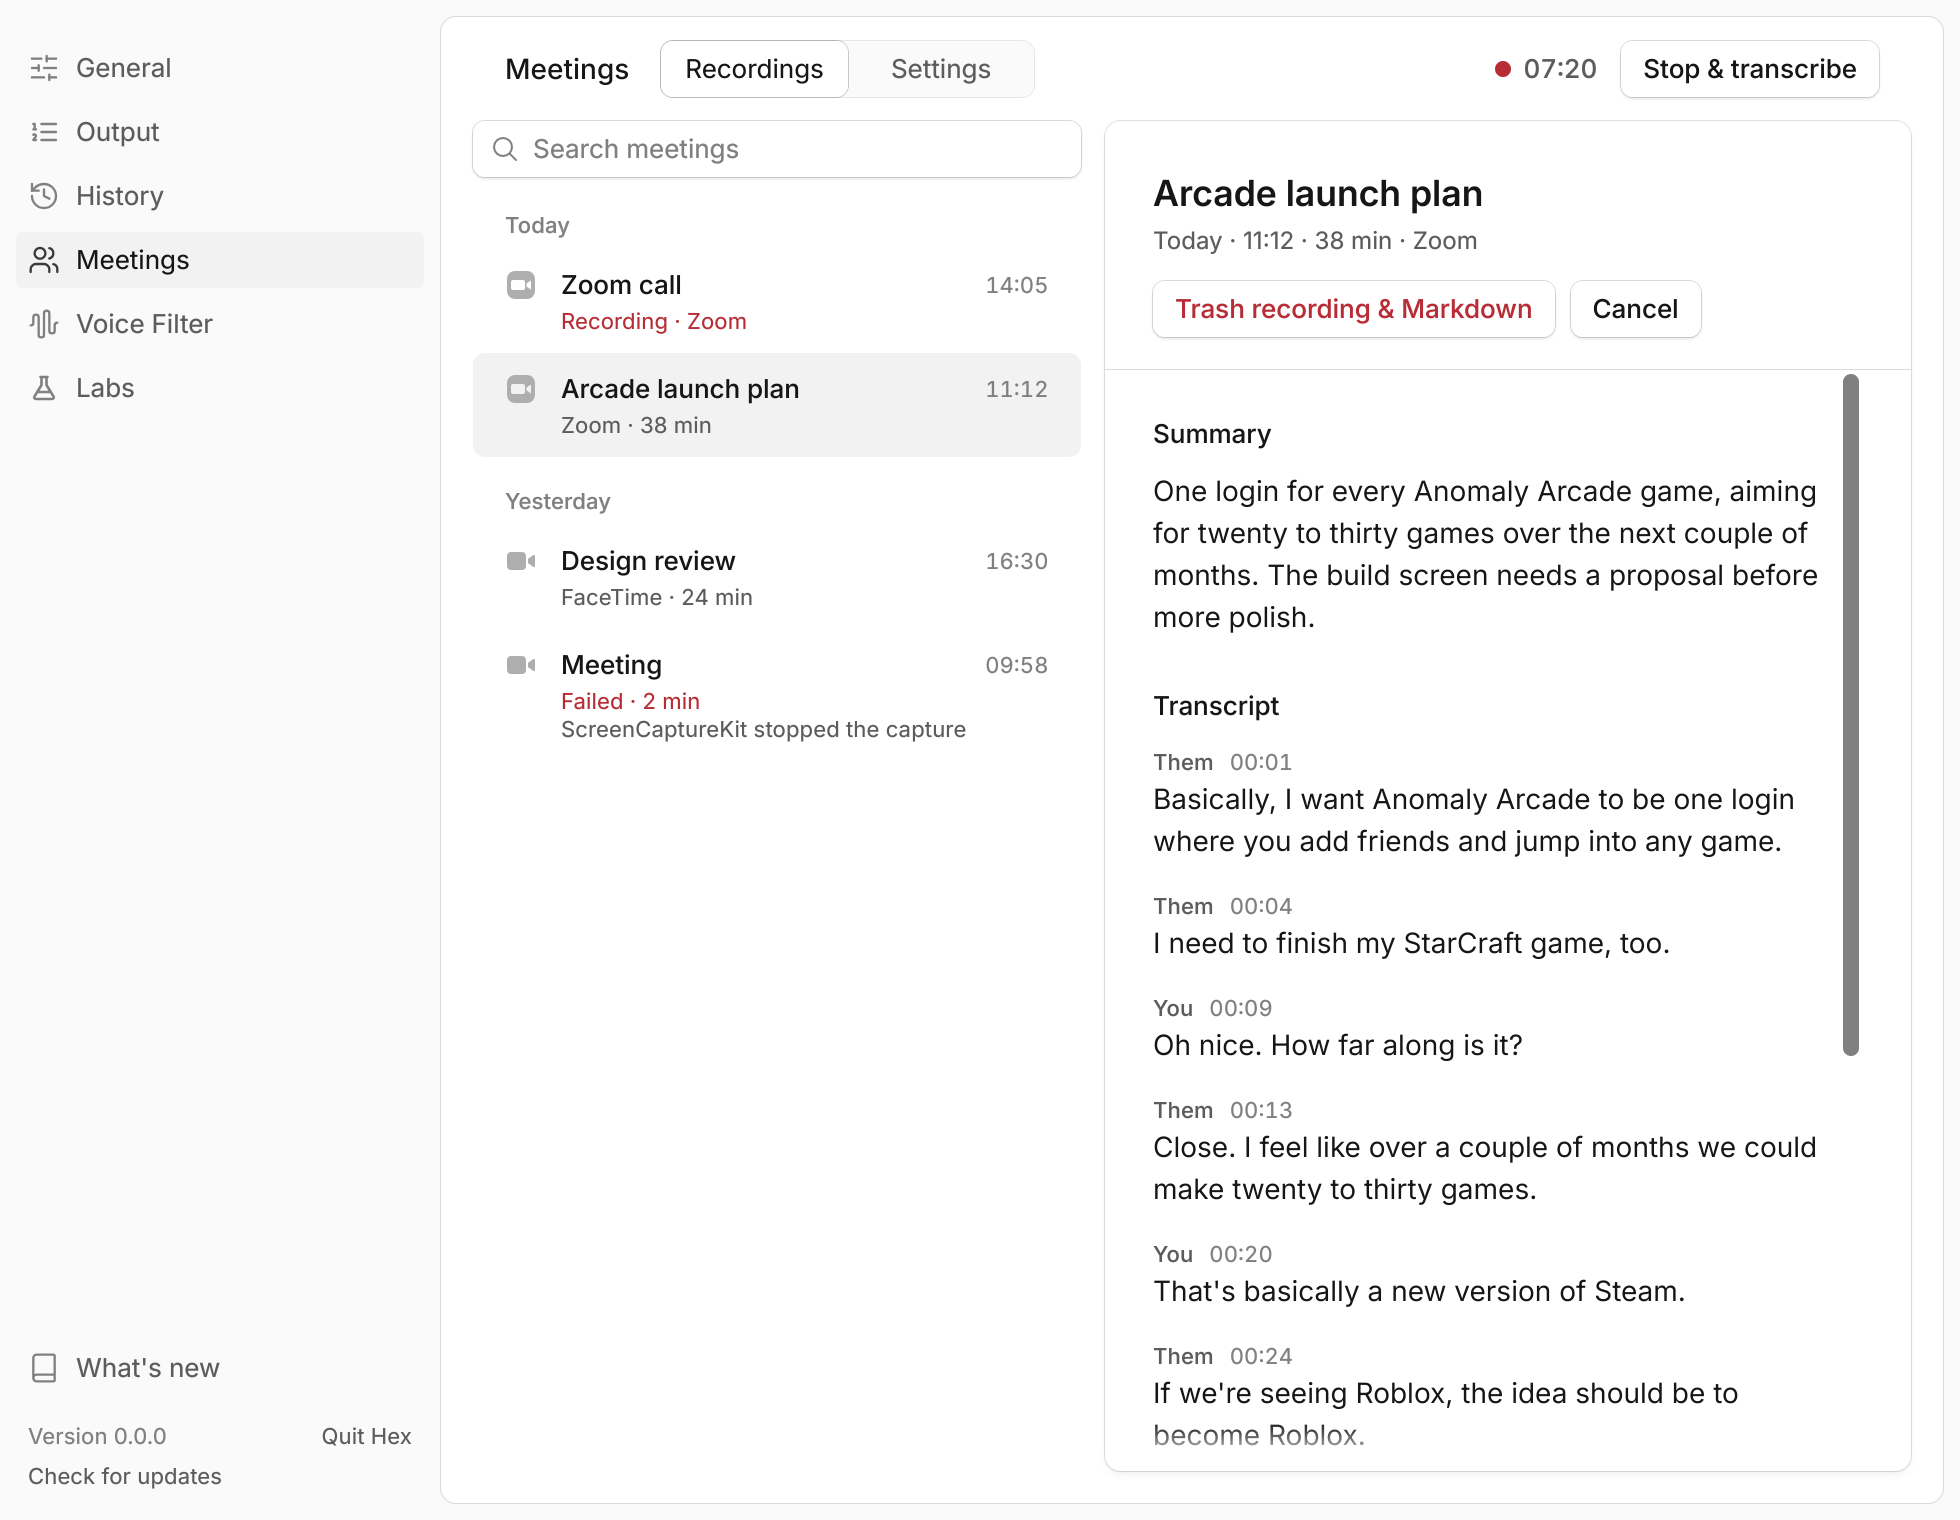 General
Output
History
Meetings
Voice Filter
Labs
What's new
Version 0.0.0
Quit Hex
Check for updates
Meetings
Recordings
Settings
07:20
Stop & transcribe
Search meetings
Today
Zoom call
14:05
Recording · Zoom
Arcade launch plan
11:12
Zoom · 38 min
Yesterday
Design review
16:30
FaceTime · 24 min
Meeting
09:58
Failed · 2 min
ScreenCaptureKit stopped the capture
Arcade launch plan
Today · 11:12 · 38 min · Zoom
Trash recording & Markdown
Cancel
Summary
One login for every Anomaly Arcade game, aiming
for twenty to thirty games over the next couple of
months. The build screen needs a proposal before
more polish.
Transcript
Them 00:01
Basically, I want Anomaly Arcade to be one login
where you add friends and jump into any game.
Them 00:04
I need to finish my StarCraft game, too.
You 00:09
Oh nice. How far along is it?
Them 00:13
Close. I feel like over a couple of months we could
make twenty to thirty games.
You 00:20
That's basically a new version of Steam.
Them 00:24
If we're seeing Roblox, the idea should be to
become Roblox.